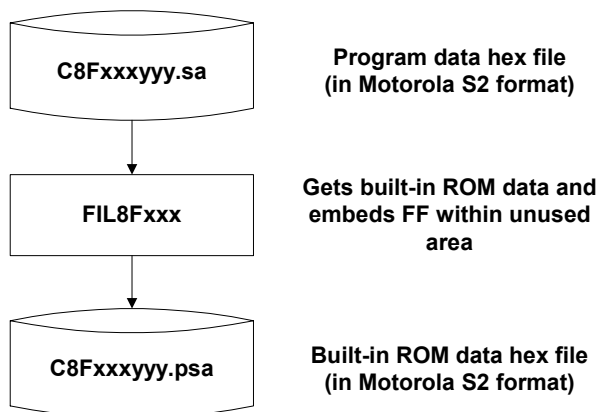 C8Fxxxyyy.sa
Program data hex file
(in Motorola S2 format)
FIL8Fxxx
Gets built-in ROM data and
embeds FF within unused
area
C8Fxxxyyy.psa
Built-in ROM data hex file
(in Motorola S2 format)